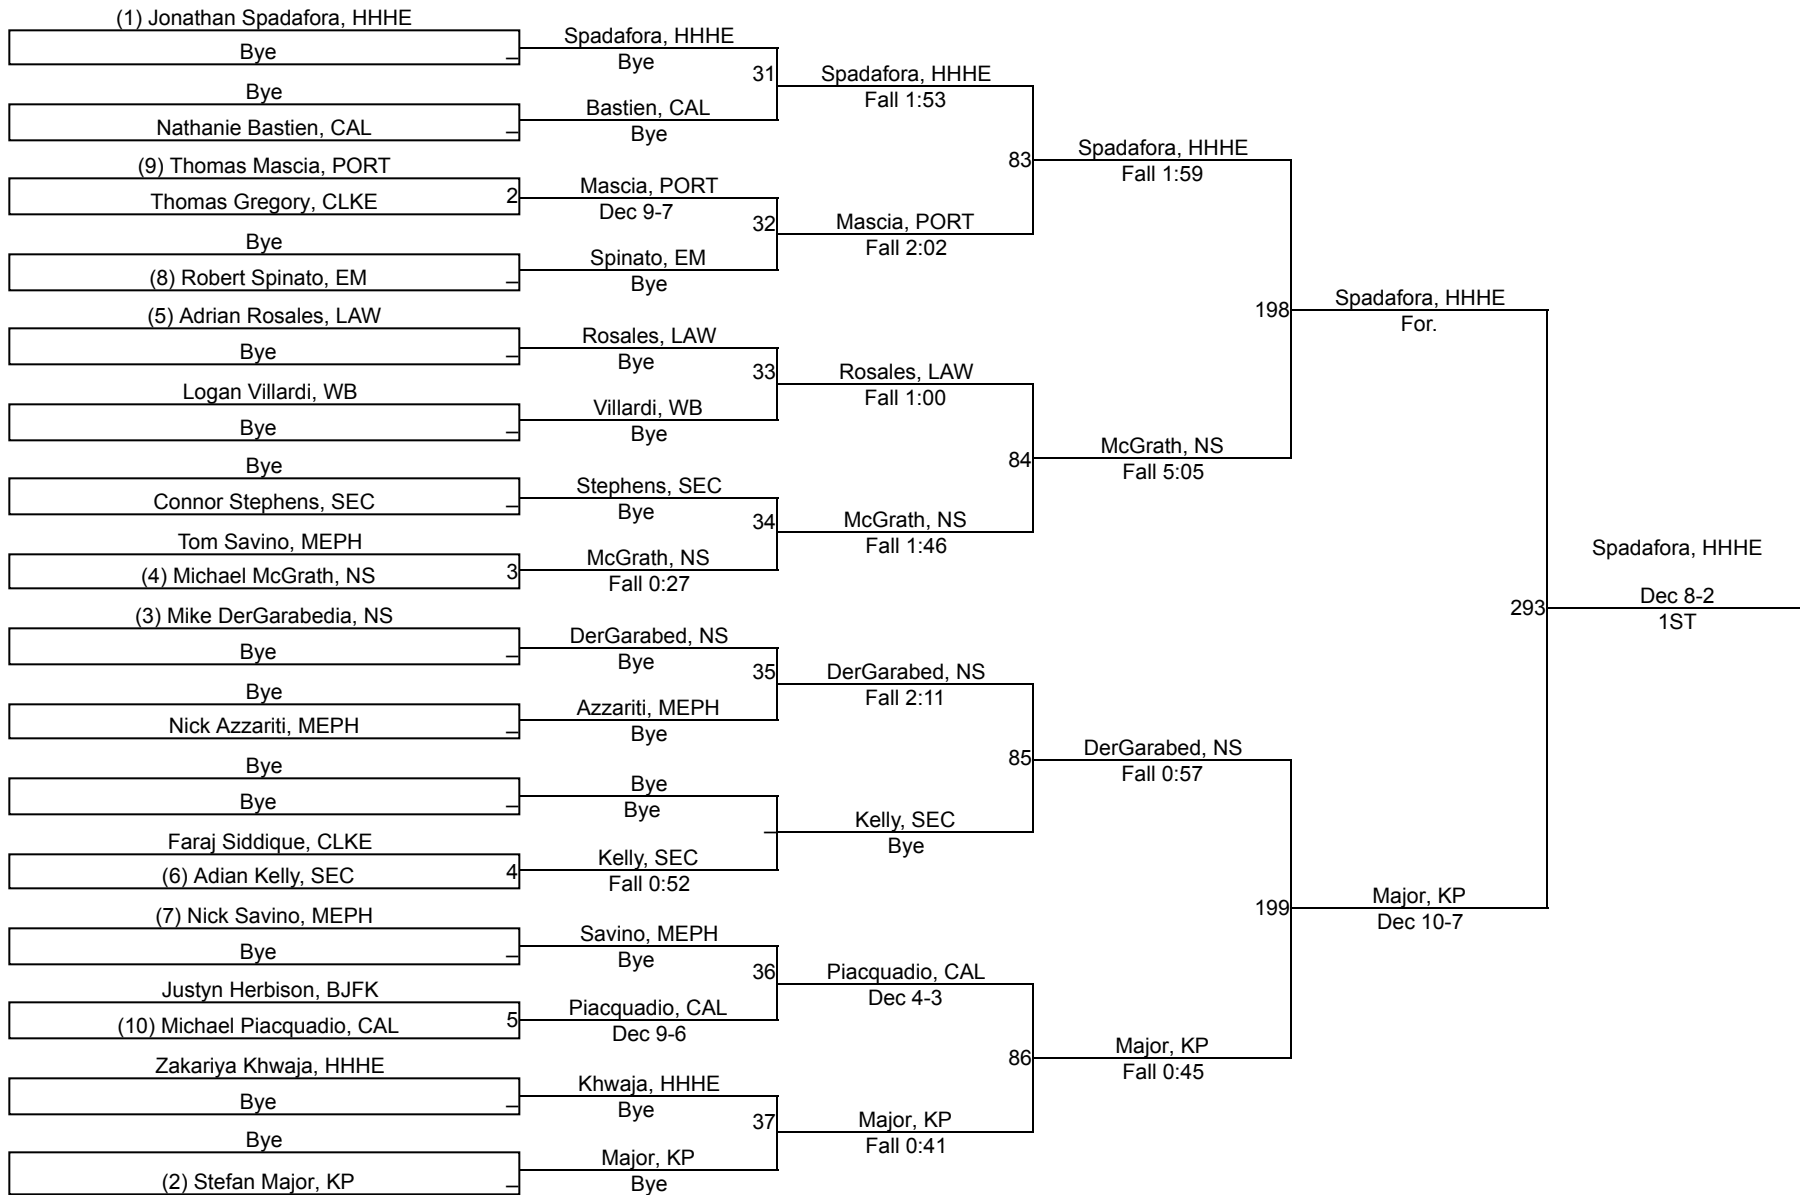 (1) Jonathan Spadafora, HHHE
Bye
_
Bye
Nathanie Bastien, CAL
_
(9) Thomas Mascia, PORT
Thomas Gregory, CLKE
2
Bye
(8) Robert Spinato, EM
_
(5) Adrian Rosales, LAW
Bye
_
Logan Villardi, WB
Bye
_
Bye
Connor Stephens, SEC
_
Tom Savino, MEPH
(4) Michael McGrath, NS
3
(3) Mike DerGarabedia, NS
Bye
_
Bye
Nick Azzariti, MEPH
_
Bye
Bye
_
Faraj Siddique, CLKE
(6) Adian Kelly, SEC
4
(7) Nick Savino, MEPH
Bye
_
Justyn Herbison, BJFK
(10) Michael Piacquadio, CAL
5
Zakariya Khwaja, HHHE
Bye
_
Bye
(2) Stefan Major, KP
_
Spadafora, HHHE
Bye
31
Bastien, CAL
Bye
Mascia, PORT
Dec 9-7
32
Spinato, EM
Bye
Rosales, LAW
Bye
33
Villardi, WB
Bye
Stephens, SEC
Bye
34
McGrath, NS
Fall 0:27
DerGarabed, NS
Bye
35
Azzariti, MEPH
Bye
Bye
Bye
_
Kelly, SEC
Fall 0:52
Savino, MEPH
Bye
36
Piacquadio, CAL
Dec 9-6
Khwaja, HHHE
Bye
37
Major, KP
Bye
Spadafora, HHHE
Fall 1:53
83
Mascia, PORT
Fall 2:02
Rosales, LAW
Fall 1:00
84
McGrath, NS
Fall 1:46
DerGarabed, NS
Fall 2:11
85
Kelly, SEC
Bye
Piacquadio, CAL
Dec 4-3
86
Major, KP
Fall 0:41
Spadafora, HHHE
Fall 1:59
198
McGrath, NS
Fall 5:05
DerGarabed, NS
Fall 0:57
199
Major, KP
Fall 0:45
Spadafora, HHHE
For.
293
Major, KP
Dec 10-7
Spadafora, HHHE
Dec 8-2
1ST